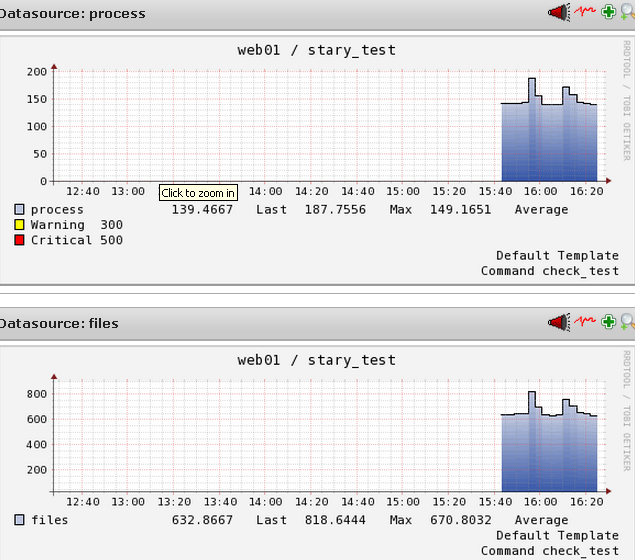 Datasource: process
web01 / stary_test
RRDTOOL / TOBI OETIKER
200
150
100
50
0
12:40 13:00 14:00 14:20 14:40 15:00 15:20 15:40 16:00 16:20
Click to zoom in
process 139.4667 Last 187.7556 Max 149.1651 Average
Warning 300
Critical 500
Default Template
Command check_test
Datasource: files
web01 / stary_test
RRDTOOL / TOBI OETIKER
800
600
400
200
12:40 13:00 13:20 13:40 14:00 14:20 14:40 15:00 15:20 15:40 16:00 16:20
files 632.8667 Last 818.6444 Max 670.8032 Average
Default Template
Command check_test